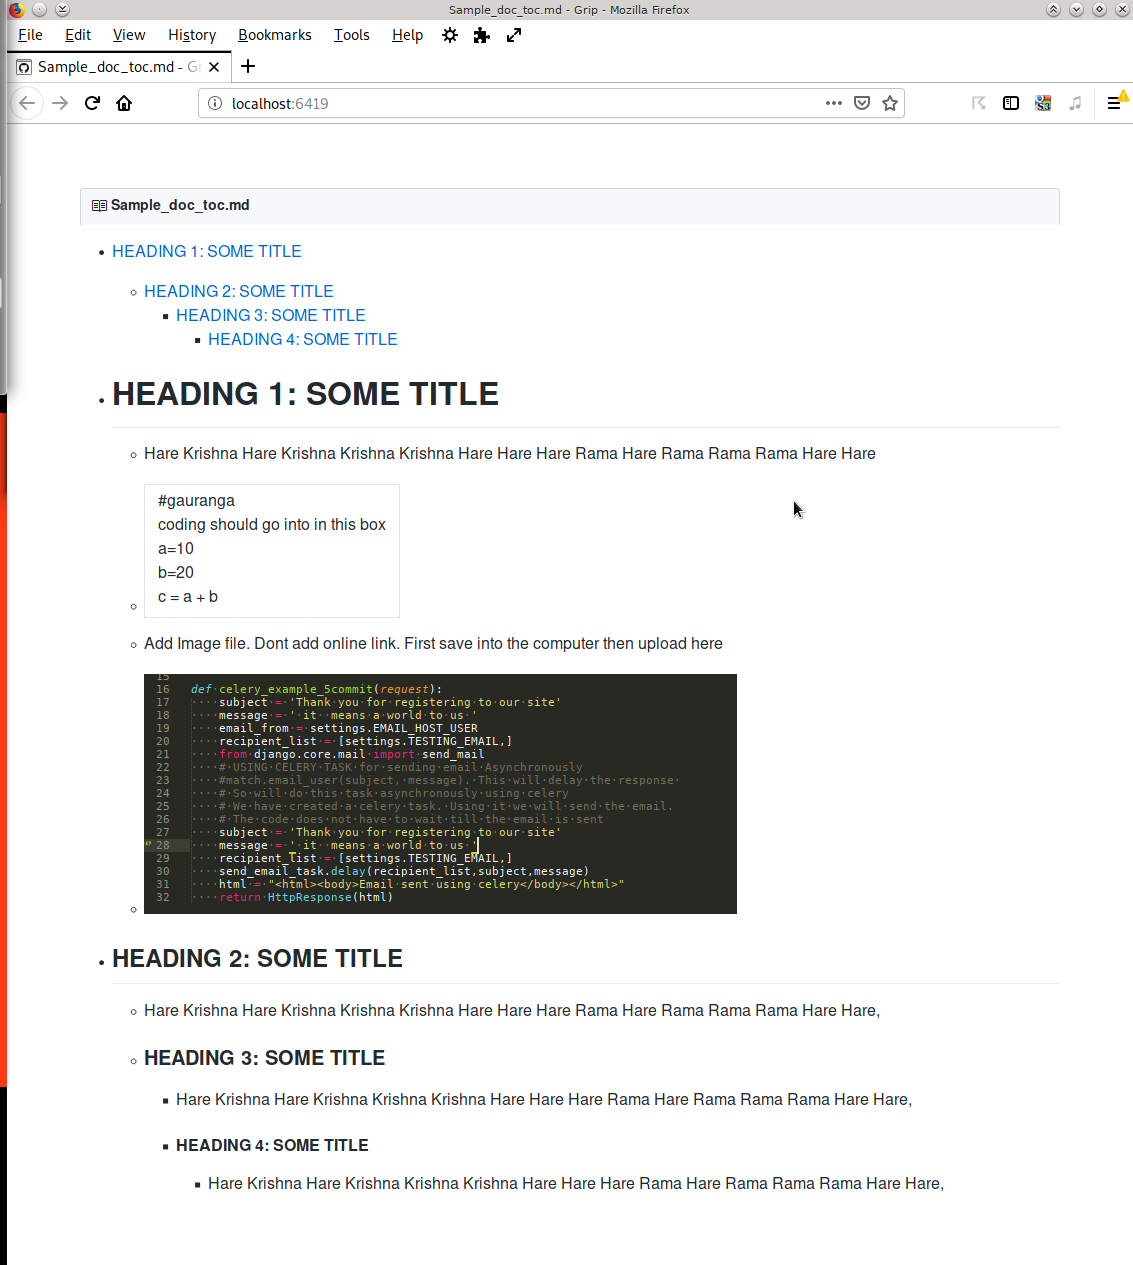 Sample_doc_toc.md - Grip - Mozilla Firefox
File Edit View History Bookmarks Tools Help
Sample_doc_toc.md - Gr
localhost:6419
Sample_doc_toc.md
HEADING 1: SOME TITLE
HEADING 2: SOME TITLE
HEADING 3: SOME TITLE
HEADING 4: SOME TITLE
HEADING 1: SOME TITLE
Hare Krishna Hare Krishna Krishna Krishna Hare Hare Hare Rama Hare Rama Rama Rama Hare Hare
#gauranga
coding should go into in this box
a=10
b=20
c = a + b
Add Image file. Dont add online link. First save into the computer then upload here
15
16 def·celery_example_5commit(request):
17 ····subject·=·'Thank·you·for·registering·to·our·site'
18 ····message·=·'·it··means·a·world·to·us·'
19 ····email_from·=·settings.EMAIL_HOST_USER
20 ····recipient_list·=·[settings.TESTING_EMAIL,]
21 ····from·django.core.mail·import·send_mail
22 ····#·USING·CELERY·TASK·for·sending·email·Asynchronously
23 ····#match.email_user(subject,·message).·This·will·delay·the·response·
24 ····#·So·will·do·this·task·asynchronously·using·celery
25 ····#·We·have·created·a·celery·task.·Using·it·we·will·send·the·email.
26 ····#·The·code·does·not·have·to·wait·till·the·email·is·sent
27 ····subject·=·'Thank·you·for·registering·to·our·site'
28 ····message·=·'·it··means·a·world·to·us·'
29 ····recipient_list·=·[settings.TESTING_EMAIL,]
30 ····send_email_task.delay(recipient_list,subject,message)
31 ····html·=·"<html><body>Email·sent·using·celery</body></html>"
32 ····return·HttpResponse(html)
HEADING 2: SOME TITLE
Hare Krishna Hare Krishna Krishna Krishna Hare Hare Hare Rama Hare Rama Rama Rama Hare Hare,
HEADING 3: SOME TITLE
Hare Krishna Hare Krishna Krishna Krishna Hare Hare Hare Rama Hare Rama Rama Rama Hare Hare,
HEADING 4: SOME TITLE
Hare Krishna Hare Krishna Krishna Krishna Hare Hare Hare Rama Hare Rama Rama Rama Hare Hare,